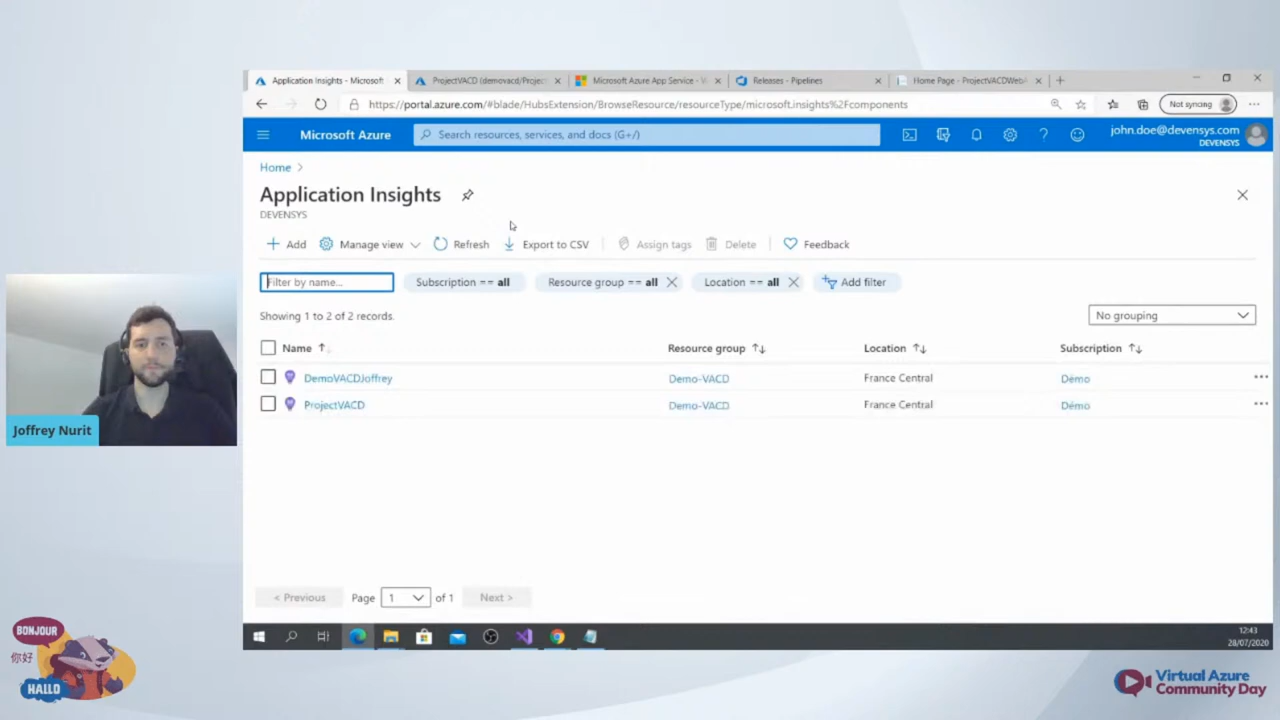 Application Insights - Microsoft
ProjectVACD (demovacd/Project
Microsoft Azure App Service - W
Releases - Pipelines
Home Page - ProjectVACDWebA
https://portal.azure.com/#blade/HubsExtension/BrowseResource/resourceType/microsoft.insights%2Fcomponents
Not syncing
Microsoft Azure
Search resources, services, and docs (G+/)
john.doe@devensys.com
DEVENSYS
Home >
Application Insights
DEVENSYS
+ Add
Manage view
Refresh
Export to CSV
Assign tags
Delete
Feedback
Filter by name...
Subscription == all
Resource group == all
Location == all
Add filter
Showing 1 to 2 of 2 records.
No grouping
Name ↑
Resource group ↑↓
Location ↑↓
Subscription ↑↓
DemoVACDJoffrey
Demo-VACD
France Central
Démo
ProjectVACD
Demo-VACD
France Central
Démo
Joffrey Nurit
< Previous
Page
1
of 1
Next >
12:43
28/07/2020
BONJOUR
你好
HALLO
Virtual Azure
Community Day